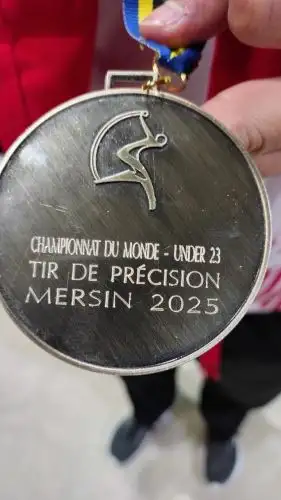 CHAMPIONNAT DU MONDE - UNDER 23
TIR DE PRÉCISION
MERSIN 2025